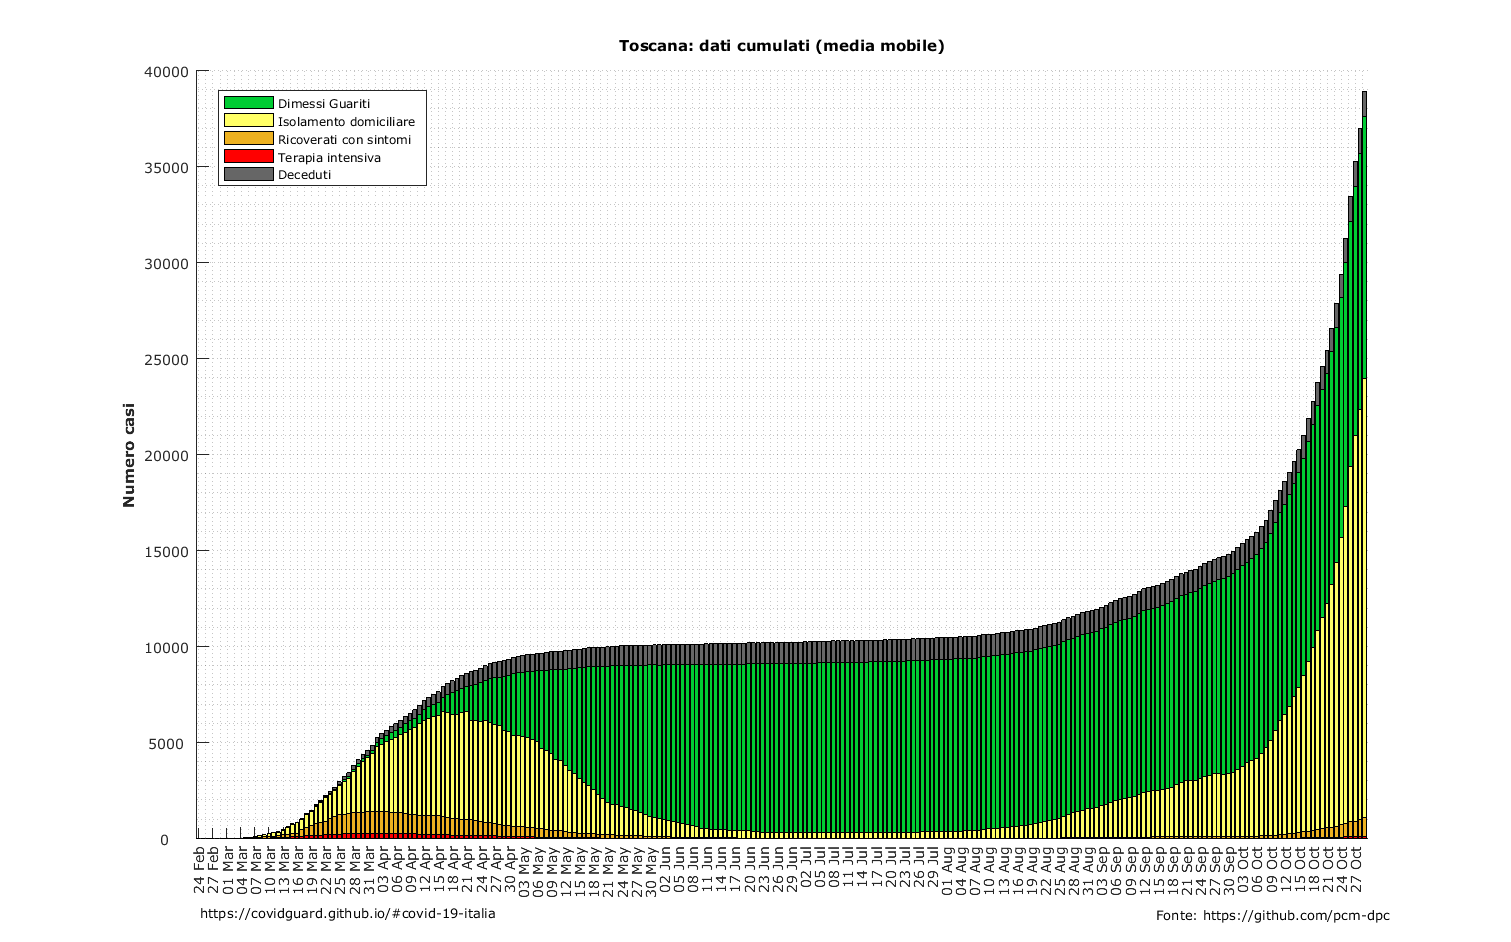 Toscana: dati cumulati (media mobile)
40000
35000
30000
25000
20000
15000
10000
5000
0
Numero casi
Dimessi Guariti
Isolamento domiciliare
Ricoverati con sintomi
Terapia intensiva
Deceduti
24 Feb
27 Feb
01 Mar
04 Mar
07 Mar
10 Mar
13 Mar
16 Mar
19 Mar
22 Mar
25 Mar
28 Mar
31 Mar
03 Apr
06 Apr
09 Apr
12 Apr
15 Apr
18 Apr
21 Apr
24 Apr
27 Apr
30 Apr
03 May
06 May
09 May
12 May
15 May
18 May
21 May
24 May
27 May
30 May
02 Jun
05 Jun
08 Jun
11 Jun
14 Jun
17 Jun
20 Jun
23 Jun
26 Jun
29 Jun
02 Jul
05 Jul
08 Jul
11 Jul
14 Jul
17 Jul
20 Jul
23 Jul
26 Jul
29 Jul
01 Aug
04 Aug
07 Aug
10 Aug
13 Aug
16 Aug
19 Aug
22 Aug
25 Aug
28 Aug
31 Aug
03 Sep
06 Sep
09 Sep
12 Sep
15 Sep
18 Sep
21 Sep
24 Sep
27 Sep
30 Sep
03 Oct
06 Oct
09 Oct
12 Oct
15 Oct
18 Oct
21 Oct
24 Oct
27 Oct
https://covidguard.github.io/#covid-19-italia
Fonte: https://github.com/pcm-dpc